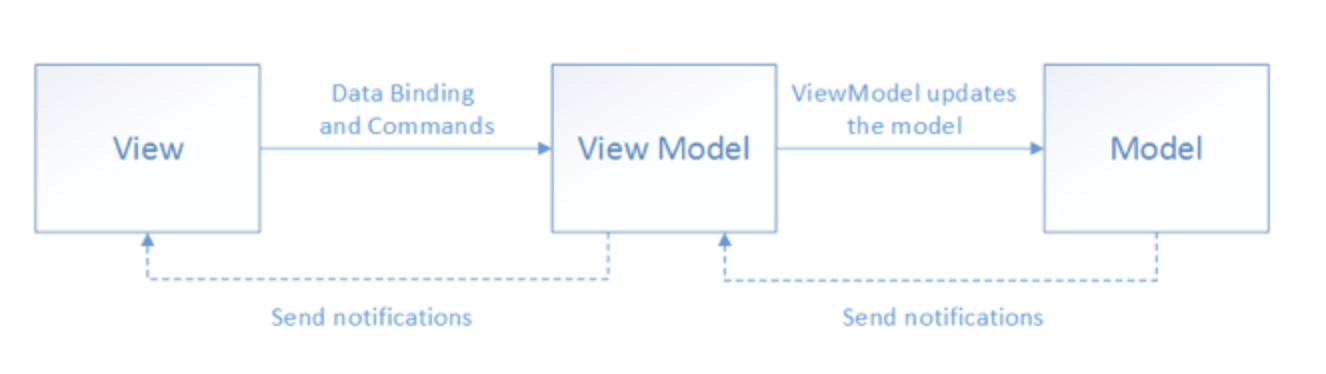 View
Data Binding
and Commands
View Model
ViewModel updates
the model
Model
Send notifications
Send notifications